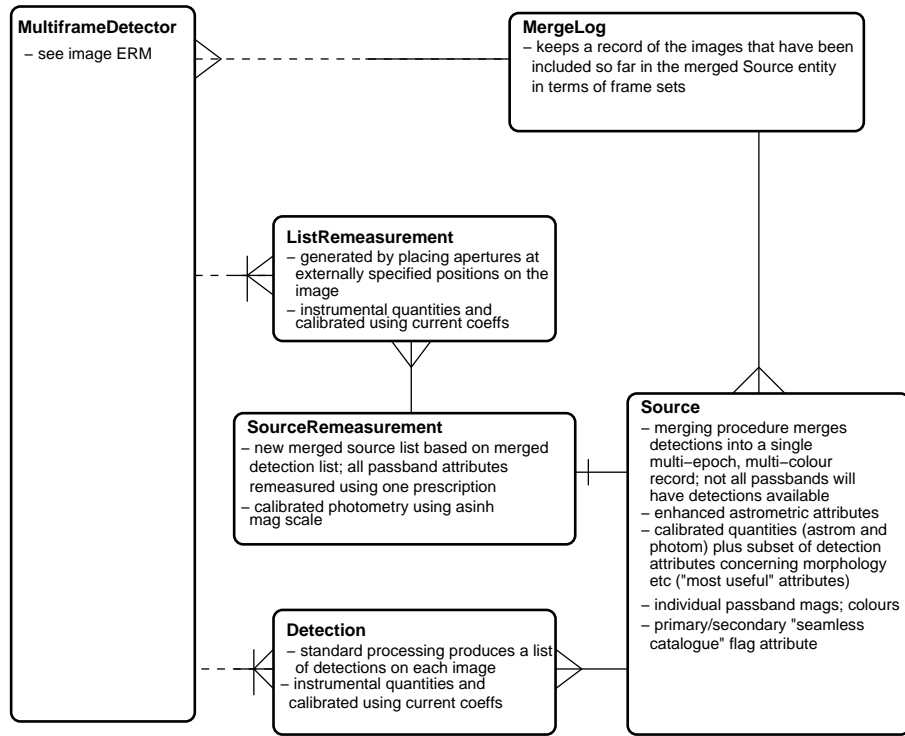 MultiframeDetector
– see image ERM
MergeLog
– keeps a record of the images that have been
included so far in the merged Source entity
in terms of frame sets
ListRemeasurement
– generated by placing apertures at
externally specified positions on the
image
– instrumental quantities and
calibrated using current coeffs
SourceRemeasurement
– new merged source list based on merged
detection list; all passband attributes
remeasured using one prescription
– calibrated photometry using asinh
mag scale
Source
– merging procedure merges
detections into a single
multi–epoch, multi–colour
record; not all passbands will
have detections available
– enhanced astrometric attributes
– calibrated quantities (astrom and
photom) plus subset of detection
attributes concerning morphology
etc ("most useful" attributes)
– individual passband mags; colours
– primary/secondary "seamless
catalogue" flag attribute
Detection
– standard processing produces a list
of detections on each image
– instrumental quantities and
calibrated using current coeffs